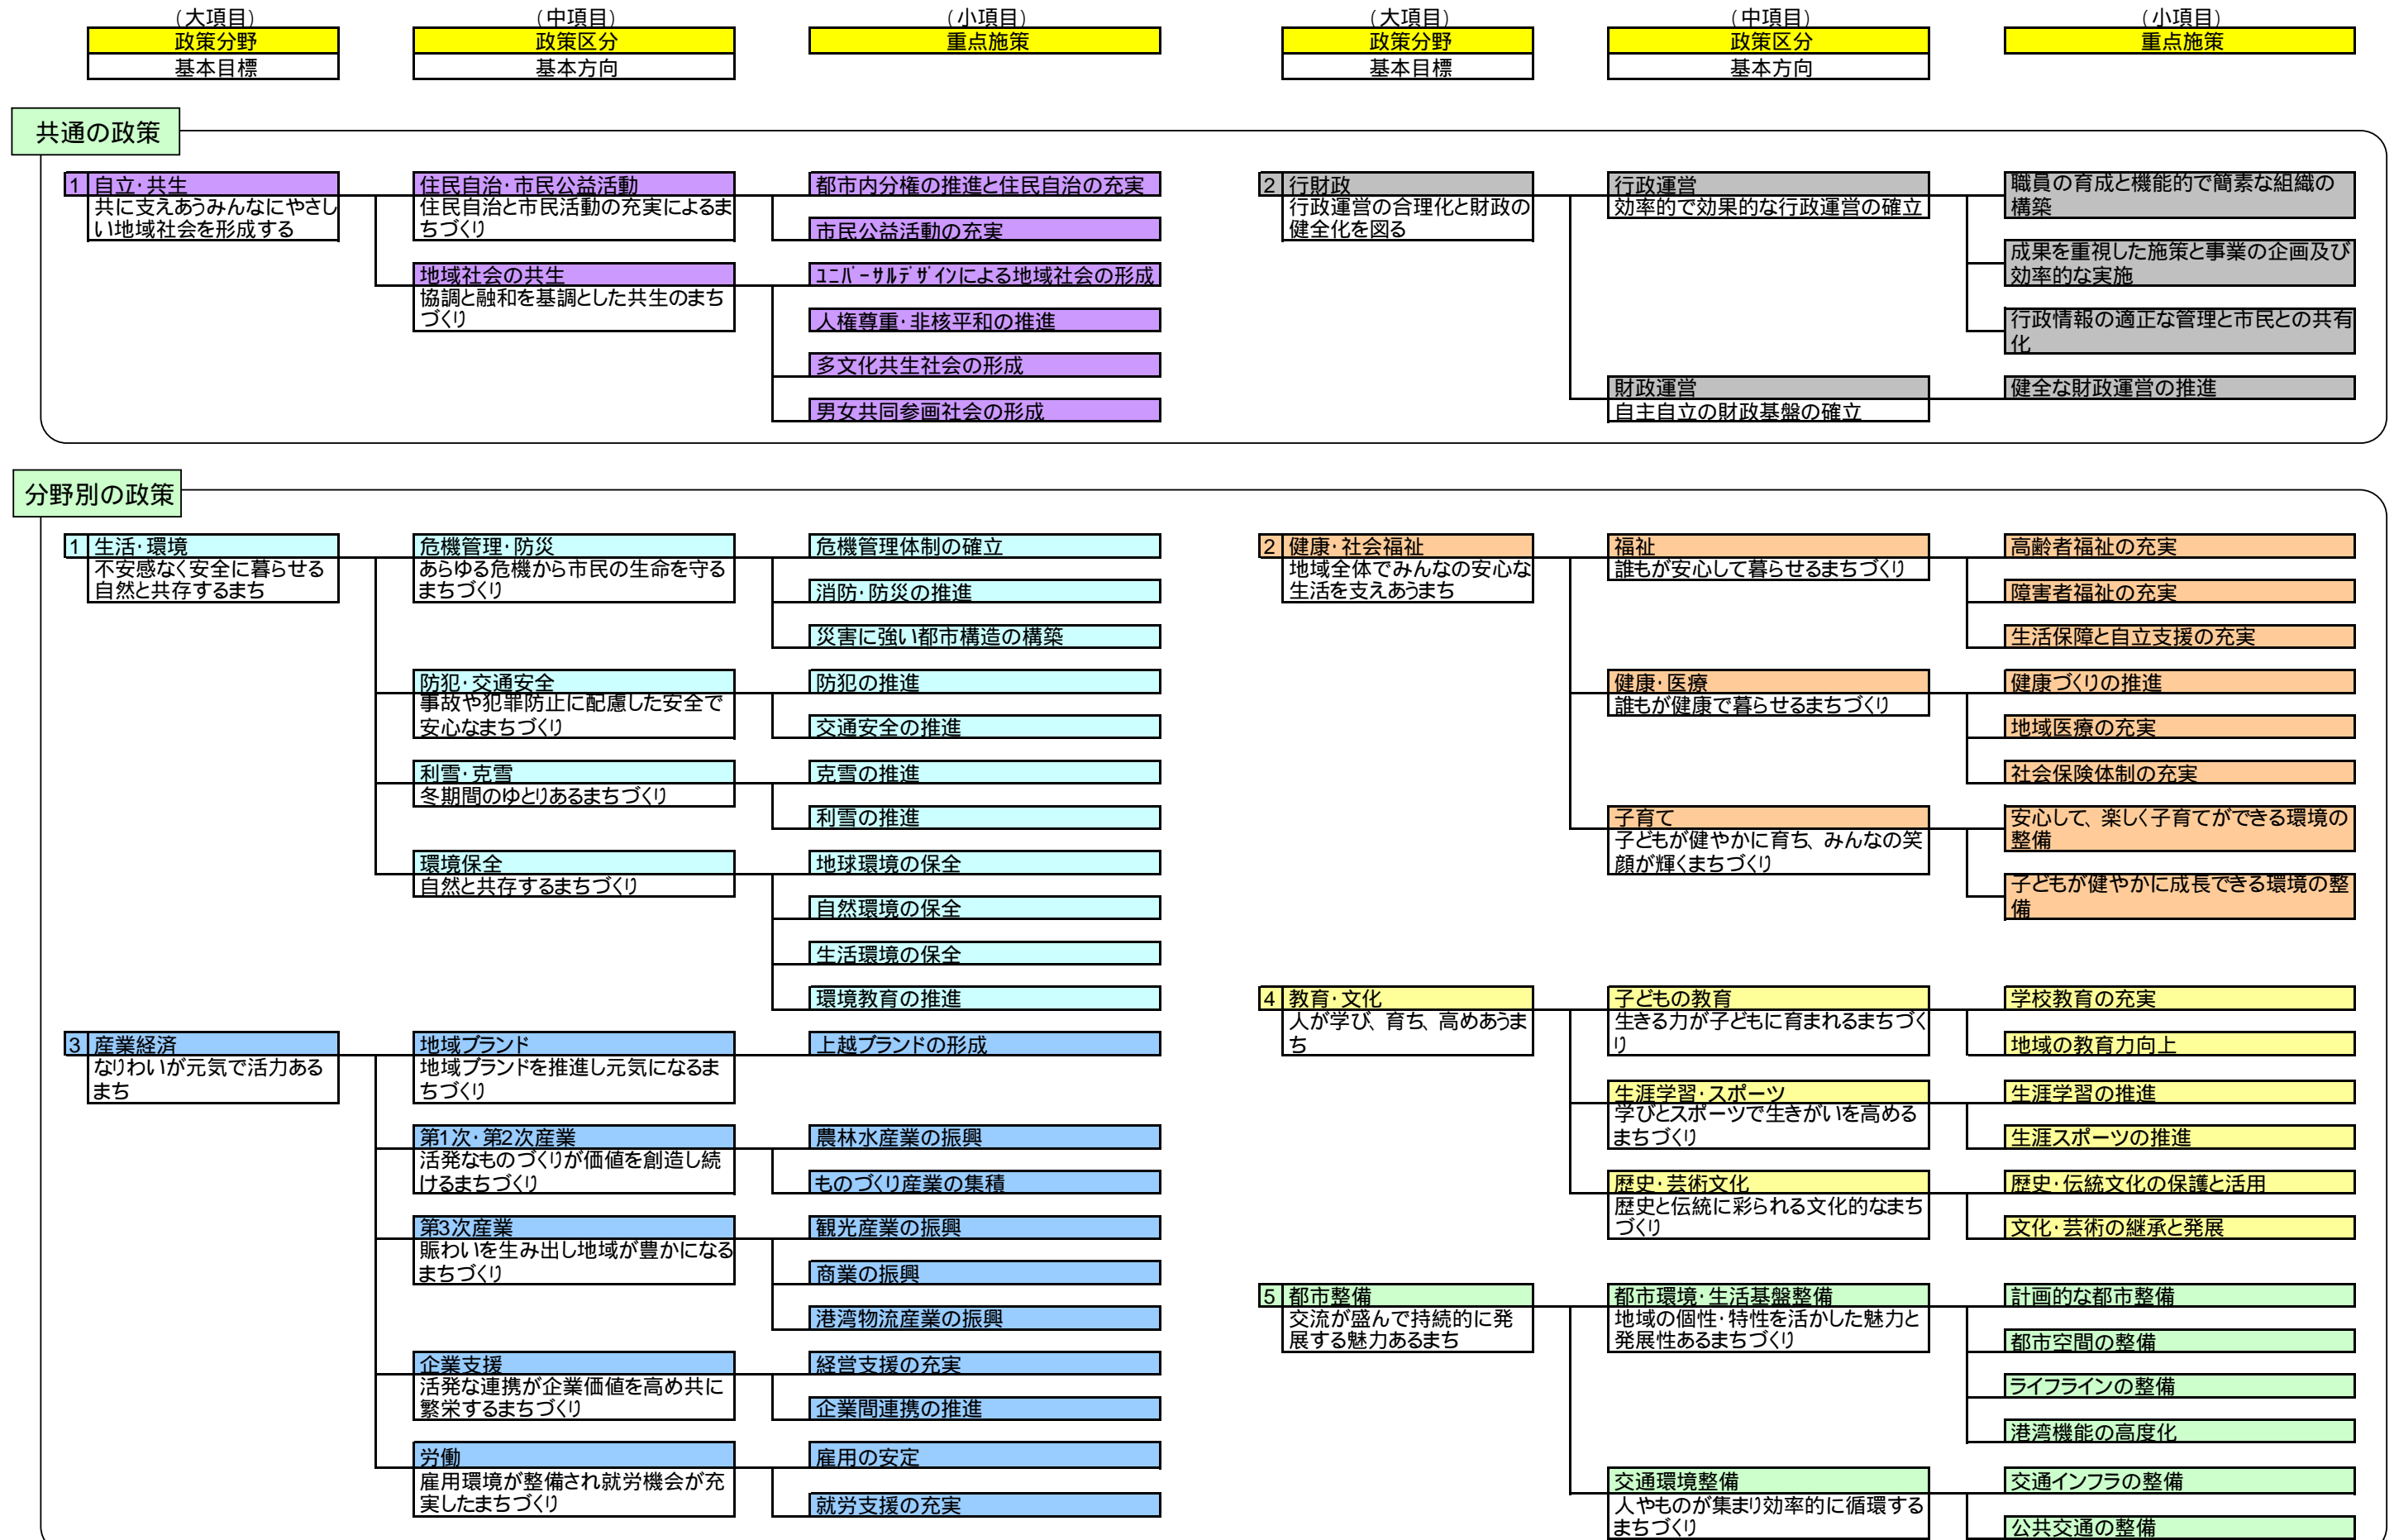 (大項目)
政策分野
基本目標
(中項目)
政策区分
基本方向
(小項目)
重点施策
(大項目)
政策分野
基本目標
(中項目)
政策区分
基本方向
(小項目)
重点施策
共通の政策
1 自立・共生
共に支えあうみんなにやさし
い地域社会を形成する
住民自治・市民公益活動
住民自治と市民活動の充実によるま
ちづくり
都市内分権の推進と住民自治の充実
市民公益活動の充実
地域社会の共生
協調と融和を基調とした共生のまち
づくり
ﾕﾆﾊﾞｰｻﾙﾃﾞｻﾞｲﾝによる地域社会の形成
人権尊重・非核平和の推進
多文化共生社会の形成
男女共同参画社会の形成
2 行財政
行政運営の合理化と財政の
健全化を図る
行政運営
効率的で効果的な行政運営の確立
職員の育成と機能的で簡素な組織の
構築
成果を重視した施策と事業の企画及び
効率的な実施
行政情報の適正な管理と市民との共有
化
財政運営
自主自立の財政基盤の確立
健全な財政運営の推進
分野別の政策
1 生活・環境
不安感なく安全に暮らせる
自然と共存するまち
危機管理・防災
あらゆる危機から市民の生命を守る
まちづくり
危機管理体制の確立
消防・防災の推進
災害に強い都市構造の構築
防犯・交通安全
事故や犯罪防止に配慮した安全で
安心なまちづくり
防犯の推進
交通安全の推進
利雪・克雪
冬期間のゆとりあるまちづくり
克雪の推進
利雪の推進
環境保全
自然と共存するまちづくり
地球環境の保全
自然環境の保全
生活環境の保全
環境教育の推進
2 健康・社会福祉
地域全体でみんなの安心な
生活を支えあうまち
福祉
誰もが安心して暮らせるまちづくり
高齢者福祉の充実
障害者福祉の充実
生活保障と自立支援の充実
健康・医療
誰もが健康で暮らせるまちづくり
健康づくりの推進
地域医療の充実
社会保険体制の充実
子育て
子どもが健やかに育ち、みんなの笑
顔が輝くまちづくり
安心して、楽しく子育てができる環境の
整備
子どもが健やかに成長できる環境の整
備
3 産業経済
なりわいが元気で活力ある
まち
地域ブランド
地域ブランドを推進し元気になるま
ちづくり
上越ブランドの形成
第1次・第2次産業
活発なものづくりが価値を創造し続
けるまちづくり
農林水産業の振興
ものづくり産業の集積
第3次産業
賑わいを生み出し地域が豊かになる
まちづくり
観光産業の振興
商業の振興
港湾物流産業の振興
企業支援
活発な連携が企業価値を高め共に
繁栄するまちづくり
経営支援の充実
企業間連携の推進
労働
雇用環境が整備され就労機会が充
実したまちづくり
雇用の安定
就労支援の充実
4 教育・文化
人が学び、育ち、高めあうま
ち
子どもの教育
生きる力が子どもに育まれるまちづく
り
学校教育の充実
地域の教育力向上
生涯学習・スポーツ
学びとスポーツで生きがいを高める
まちづくり
生涯学習の推進
生涯スポーツの推進
歴史・芸術文化
歴史と伝統に彩られる文化的なまち
づくり
歴史・伝統文化の保護と活用
文化・芸術の継承と発展
5 都市整備
交流が盛んで持続的に発
展する魅力あるまち
都市環境・生活基盤整備
地域の個性・特性を活かした魅力と
発展性あるまちづくり
計画的な都市整備
都市空間の整備
ライフラインの整備
港湾機能の高度化
交通環境整備
人やものが集まり効率的に循環する
まちづくり
交通インフラの整備
公共交通の整備